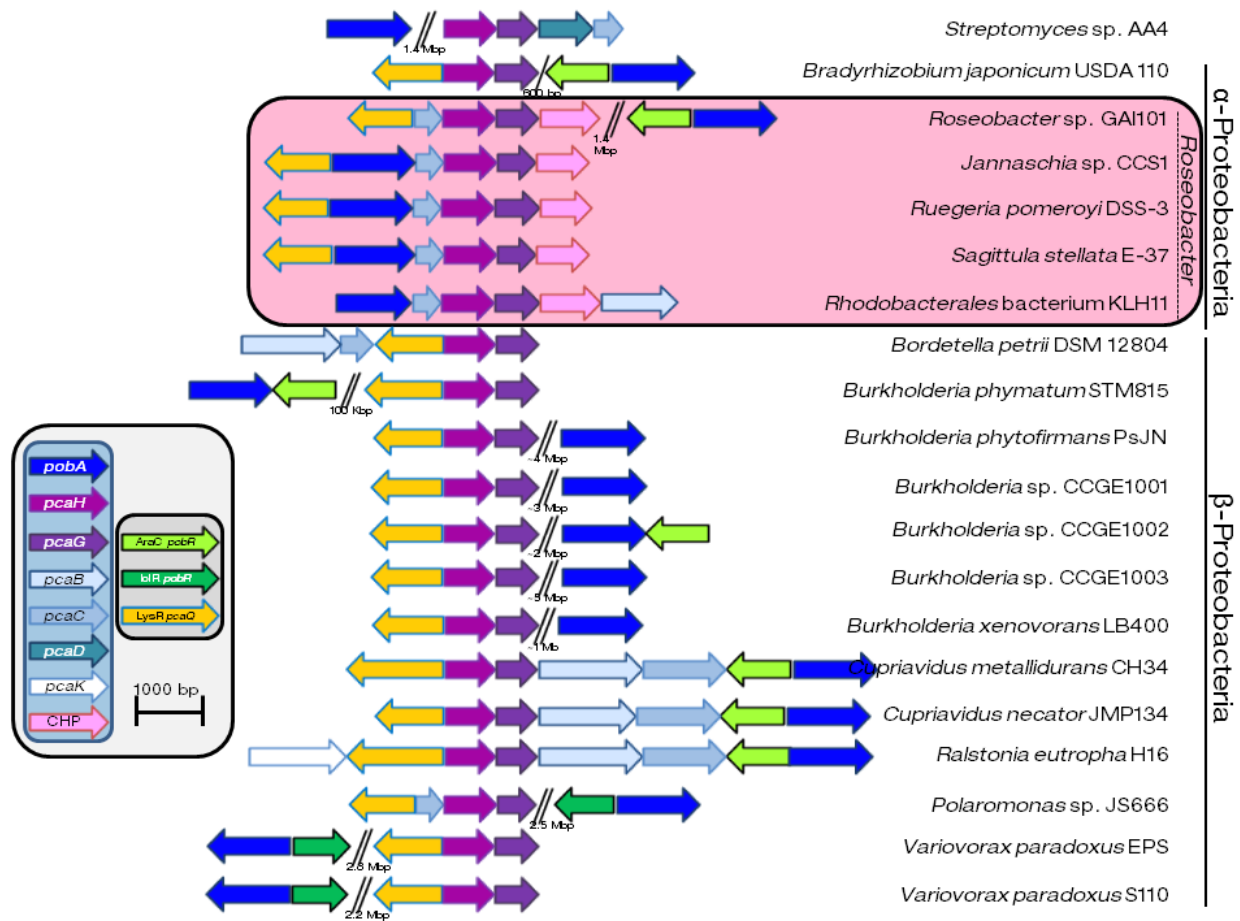 Streptomyces sp. AA4
1.4 Mbp
Bradyrhizobium japonicum USDA 110
600 bp
α-Proteobacteria
Roseobacter sp. GAI101
1.4 Mbp
Roseobacter
Jannaschia sp. CCS1
Ruegeria pomeroyi DSS-3
Sagittula stellata E-37
Rhodobacterales bacterium KLH11
Bordetella petrii DSM 12804
Burkholderia phymatum STM815
100 Kbp
Burkholderia phytofirmans PsJN
~4 Mbp
Burkholderia sp. CCGE1001
~3 Mbp
Burkholderia sp. CCGE1002
~2 Mbp
Burkholderia sp. CCGE1003
~5 Mbp
Burkholderia xenovorans LB400
~1 Mb
Cupriavidus metallidurans CH34
Cupriavidus necator JMP134
Ralstonia eutropha H16
Polaromonas sp. JS666
2.5 Mbp
Variovorax paradoxus EPS
2.8 Mbp
Variovorax paradoxus S110
2.2 Mbp
β-Proteobacteria
pobA
pcaH
pcaG
pcaB
pcaC
pcaD
pcaK
CHP
AraC pobR
IclR pobR
LysR pcaQ
1000 bp